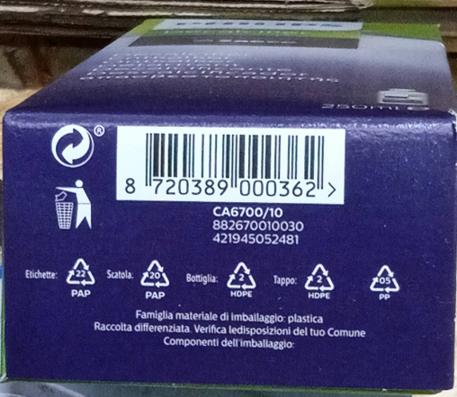 250ml
®
8 720389 000362 >
CA6700/10
882670010030
421945052481
Etichette: 22 PAP Scatola: 20 PAP Bottiglia: 2 HDPE Tappo: 2 HDPE 05 PP
Famiglia materiale di imballaggio: plastica
Raccolta differenziata. Verifica ledisposizioni del tuo Comune
Componenti dell'imballaggio: